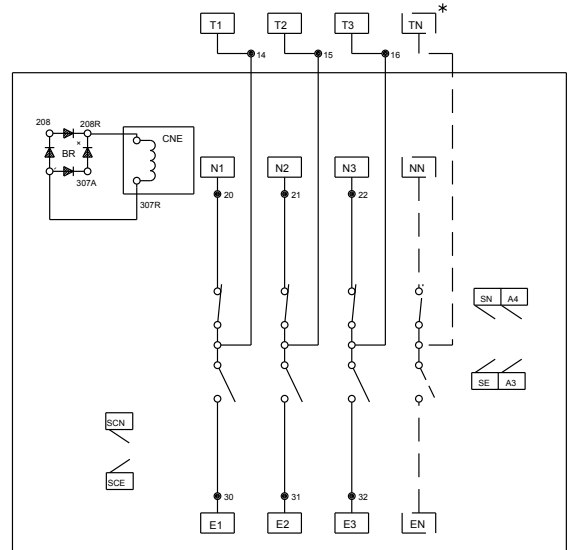 T1 T2 T3 TN *
14 15 16
208 208R CNE
BR ×
307A
307R
N1 N2 N3 NN
20 21 22
SN A4
SE A3
SCN
SCE
30 31 32
E1 E2 E3 EN